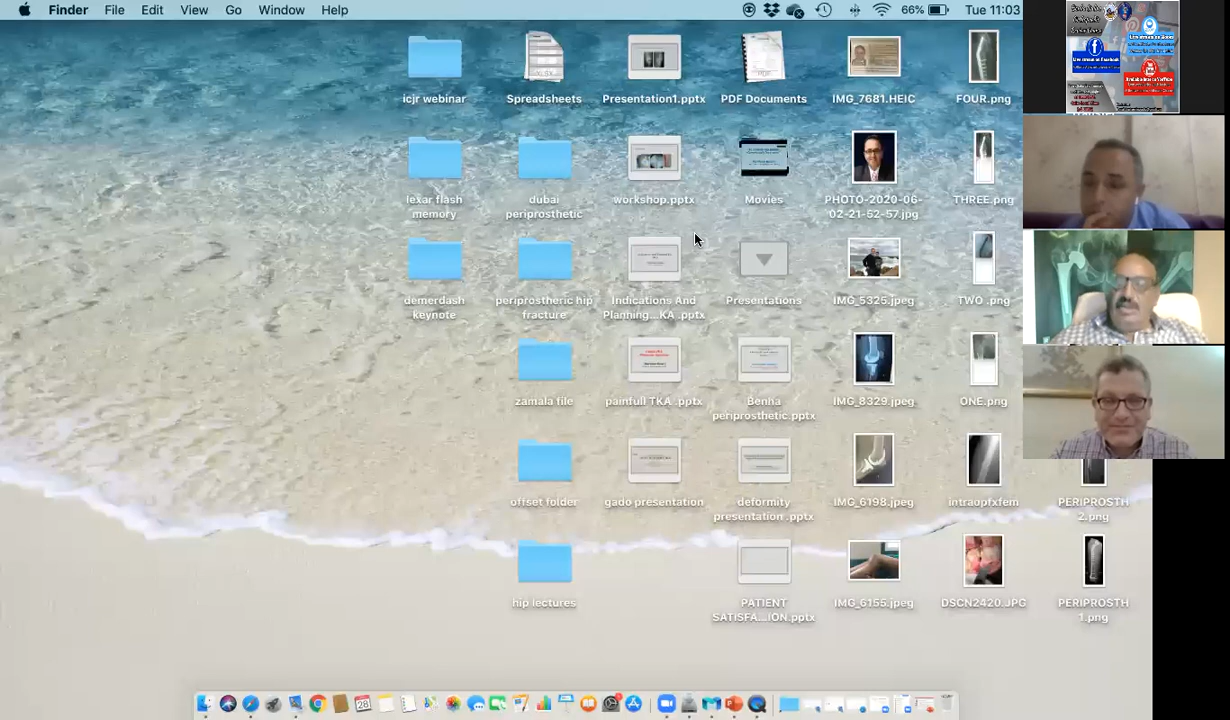 Finder File Edit View Go Window Help 66% Tue 11:03
icjr webinar
Spreadsheets
XLSX
Presentation1.pptx
PDF Documents
PDF
IMG_7681.HEIC
FOUR.png
lexar flash
memory
dubai
periprosthetic
workshop.pptx
Movies
PHOTO-2020-06-
02-21-52-57.jpg
THREE.png
demerdash
keynote
periprostheric hip
fracture
Indications And
Planning...KA .pptx
Presentations
IMG_5325.jpeg
TWO .png
zamala file
painfull TKA .pptx
Benha
periprosthetic.pptx
IMG_8329.jpeg
ONE.png
offset folder
gado presentation
deformity
presentation .pptx
IMG_6198.jpeg
intraopfxfem
PERIPROSTH
2.png
hip lectures
PATIENT
SATISFA...ION.pptx
IMG_6155.jpeg
DSCN2420.JPG
PERIPROSTH
1.png
28